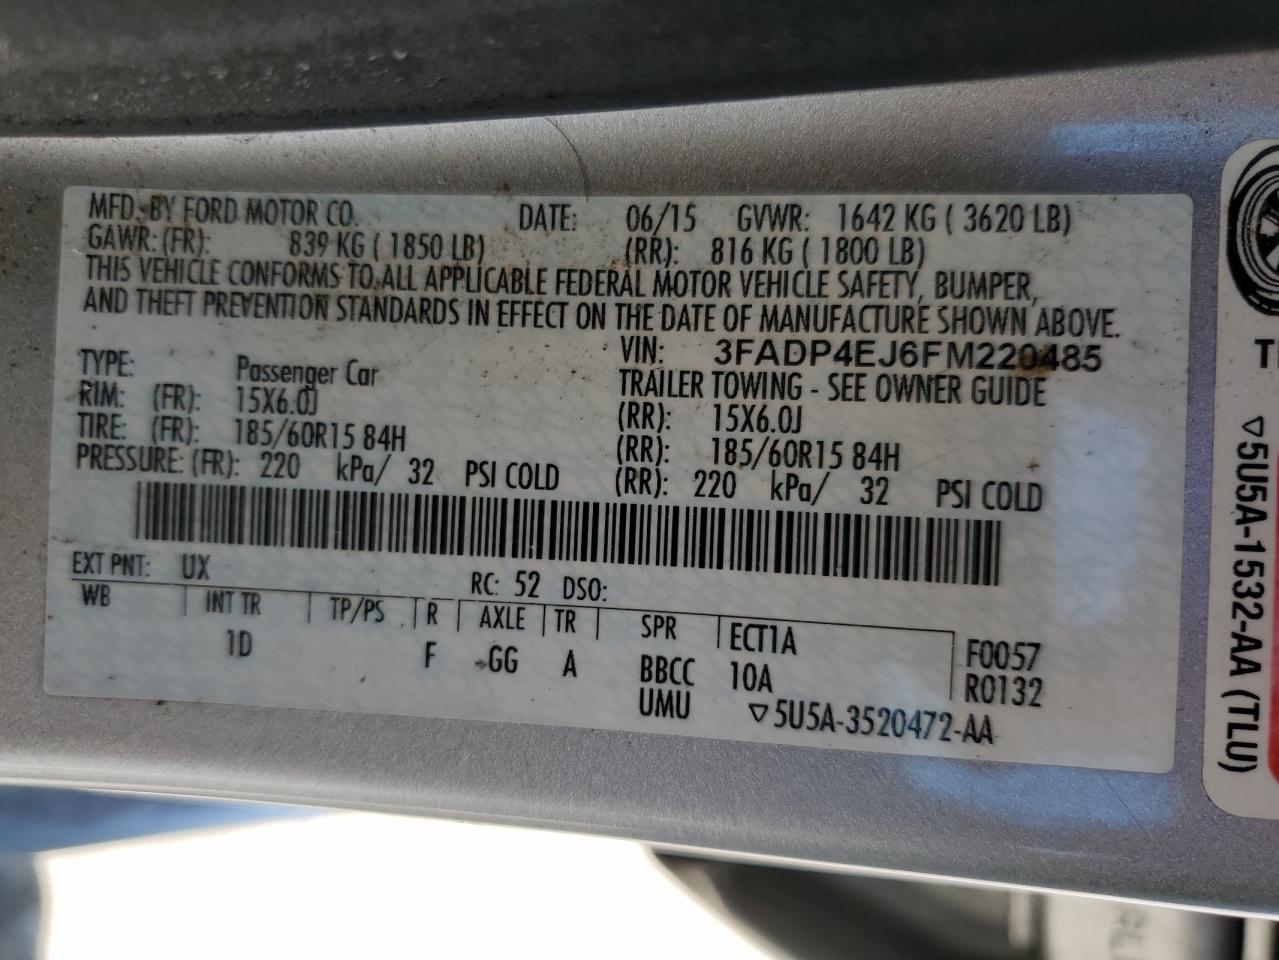 MFD. BY FORD MOTOR CO. DATE: 06/15 GVWR: 1642 KG ( 3620 LB)
GAWR: (FR): 839 KG ( 1850 LB) (RR): 816 KG ( 1800 LB)
THIS VEHICLE CONFORMS TO ALL APPLICABLE FEDERAL MOTOR VEHICLE SAFETY, BUMPER,
AND THEFT PREVENTION STANDARDS IN EFFECT ON THE DATE OF MANUFACTURE SHOWN ABOVE.
VIN: 3FADP4EJ6FM220485
TYPE: Passenger Car TRAILER TOWING - SEE OWNER GUIDE
RIM: (FR): 15X6.0J (RR): 15X6.0J
TIRE: (FR): 185/60R15 84H (RR): 185/60R15 84H
PRESSURE: (FR): 220 kPa/ 32 PSI COLD (RR): 220 kPa/ 32 PSI COLD
EXT PNT: UX RC: 52 DSO:
WB INT TR TP/PS R AXLE TR SPR ECT1A F0057
1D F GG A BBCC 10A R0132
UMU ▽5U5A-3520472-AA
▽5U5A-1532-AA (TLU)